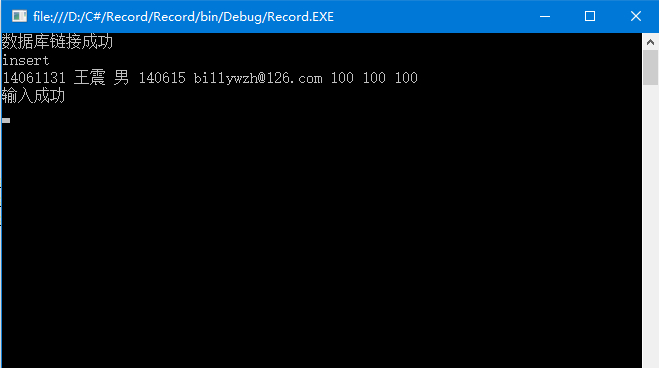 file:///D:/C#/Record/Record/bin/Debug/Record.EXE
数据库链接成功
insert
14061131 王震 男 140615 billywzh@126.com 100 100 100
输入成功